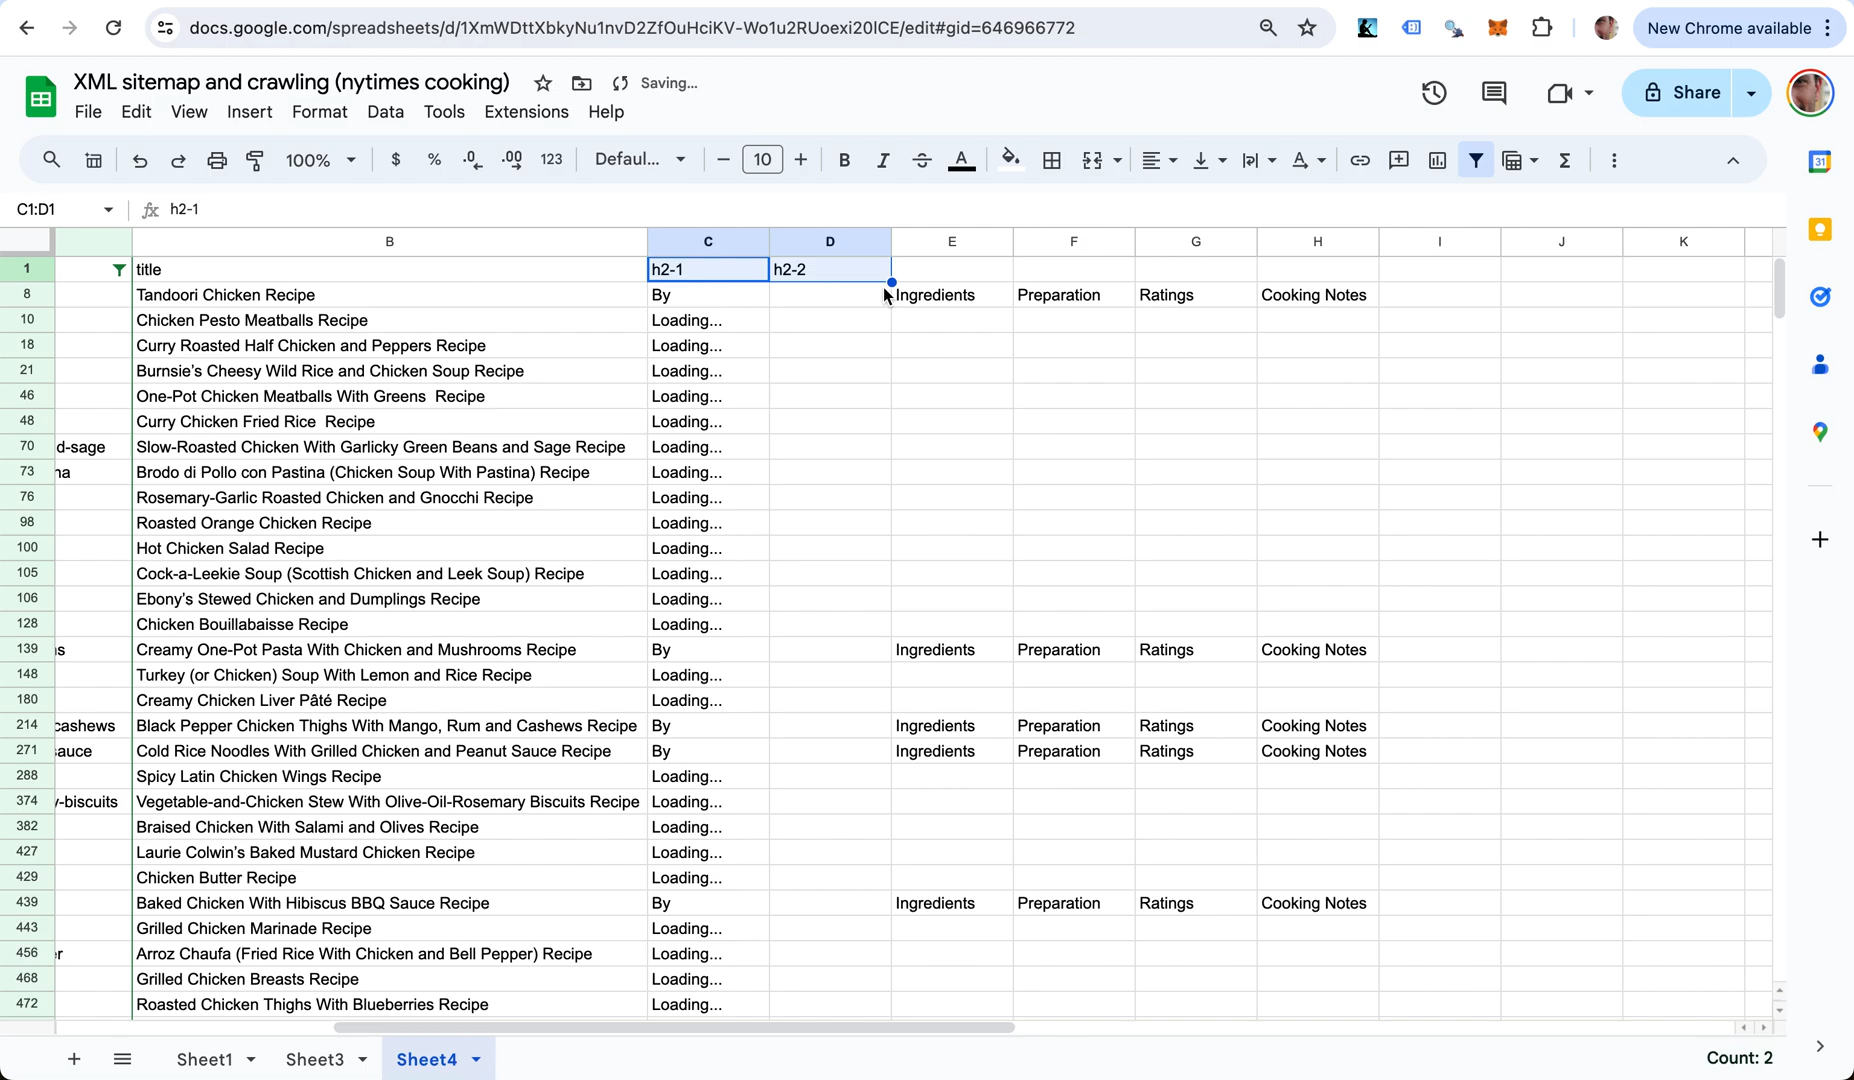 docs.google.com/spreadsheets/d/1XmWDttXbkyNu1nvD2ZfOuHciKV-Wo1u2RUoexi20lCE/edit#gid=646966772
New Chrome available
XML sitemap and crawling (nytimes cooking)
Saving...
File Edit View Insert Format Data Tools Extensions Help
Share
100% $ % .0 .00 123 Defaul... 10 B I S A
C1:D1 fx h2-1
31
B C D E F G H I J K
1 title h2-1 h2-2
8 Tandoori Chicken Recipe By Ingredients Preparation Ratings Cooking Notes
10 Chicken Pesto Meatballs Recipe Loading...
18 Curry Roasted Half Chicken and Peppers Recipe Loading...
21 Burnsie's Cheesy Wild Rice and Chicken Soup Recipe Loading...
46 One-Pot Chicken Meatballs With Greens Recipe Loading...
48 Curry Chicken Fried Rice Recipe Loading...
70 d-sage Slow-Roasted Chicken With Garlicky Green Beans and Sage Recipe Loading...
73 na Brodo di Pollo con Pastina (Chicken Soup With Pastina) Recipe Loading...
76 Rosemary-Garlic Roasted Chicken and Gnocchi Recipe Loading...
98 Roasted Orange Chicken Recipe Loading...
100 Hot Chicken Salad Recipe Loading...
105 Cock-a-Leekie Soup (Scottish Chicken and Leek Soup) Recipe Loading...
106 Ebony's Stewed Chicken and Dumplings Recipe Loading...
128 Chicken Bouillabaisse Recipe Loading...
139 s Creamy One-Pot Pasta With Chicken and Mushrooms Recipe By Ingredients Preparation Ratings Cooking Notes
148 Turkey (or Chicken) Soup With Lemon and Rice Recipe Loading...
180 Creamy Chicken Liver Pâté Recipe Loading...
214 cashews Black Pepper Chicken Thighs With Mango, Rum and Cashews Recipe By Ingredients Preparation Ratings Cooking Notes
271 sauce Cold Rice Noodles With Grilled Chicken and Peanut Sauce Recipe By Ingredients Preparation Ratings Cooking Notes
288 Spicy Latin Chicken Wings Recipe Loading...
374 y-biscuits Vegetable-and-Chicken Stew With Olive-Oil-Rosemary Biscuits Recipe Loading...
382 Braised Chicken With Salami and Olives Recipe Loading...
427 Laurie Colwin's Baked Mustard Chicken Recipe Loading...
429 Chicken Butter Recipe Loading...
439 Baked Chicken With Hibiscus BBQ Sauce Recipe By Ingredients Preparation Ratings Cooking Notes
443 Grilled Chicken Marinade Recipe Loading...
456 r Arroz Chaufa (Fried Rice With Chicken and Bell Pepper) Recipe Loading...
468 Grilled Chicken Breasts Recipe Loading...
472 Roasted Chicken Thighs With Blueberries Recipe Loading...
Sheet1 Sheet3 Sheet4 Count: 2